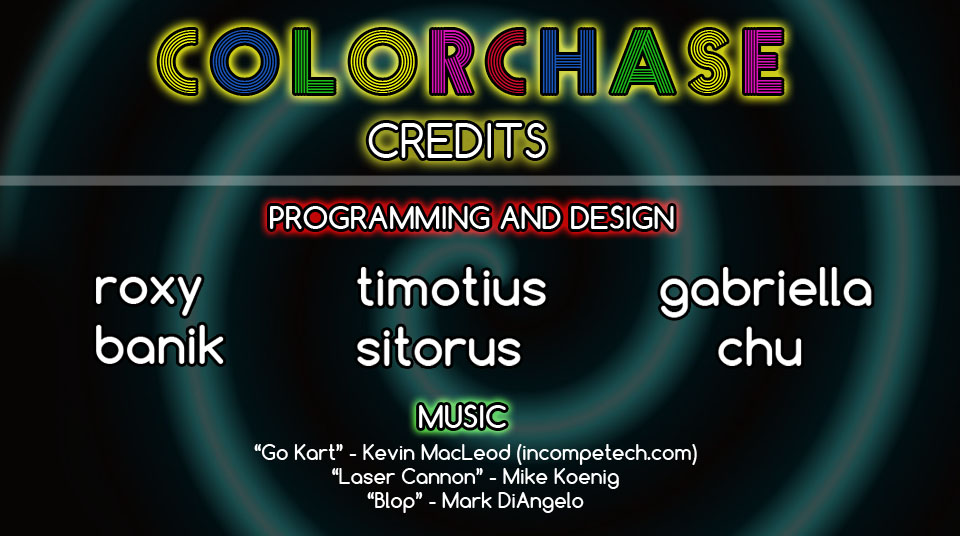 COLORCHASE
CREDITS
PROGRAMMING AND DESIGN
roxy banik
timotius sitorus
gabriella chu
MUSIC
“Go Kart” - Kevin MacLeod (incompetech.com)
“Laser Cannon” - Mike Koenig
“Blop” - Mark DiAngelo